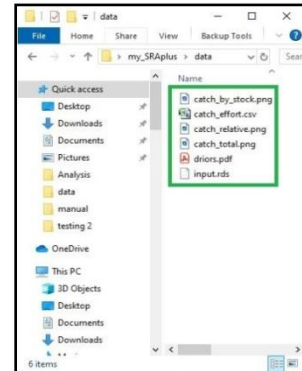 data
File Home Share View Backup Tools
my_SRAplus > data
Sear
Name
Quick access
Desktop
Downloads
Documents
Pictures
Analysis
data
manual
testing 2
OneDrive
This PC
3D Objects
Desktop
Documents
Downloads
catch_by_stock.png
catch_effort.csv
catch_relative.png
catch_total.png
driors.pdf
input.rds
6 items